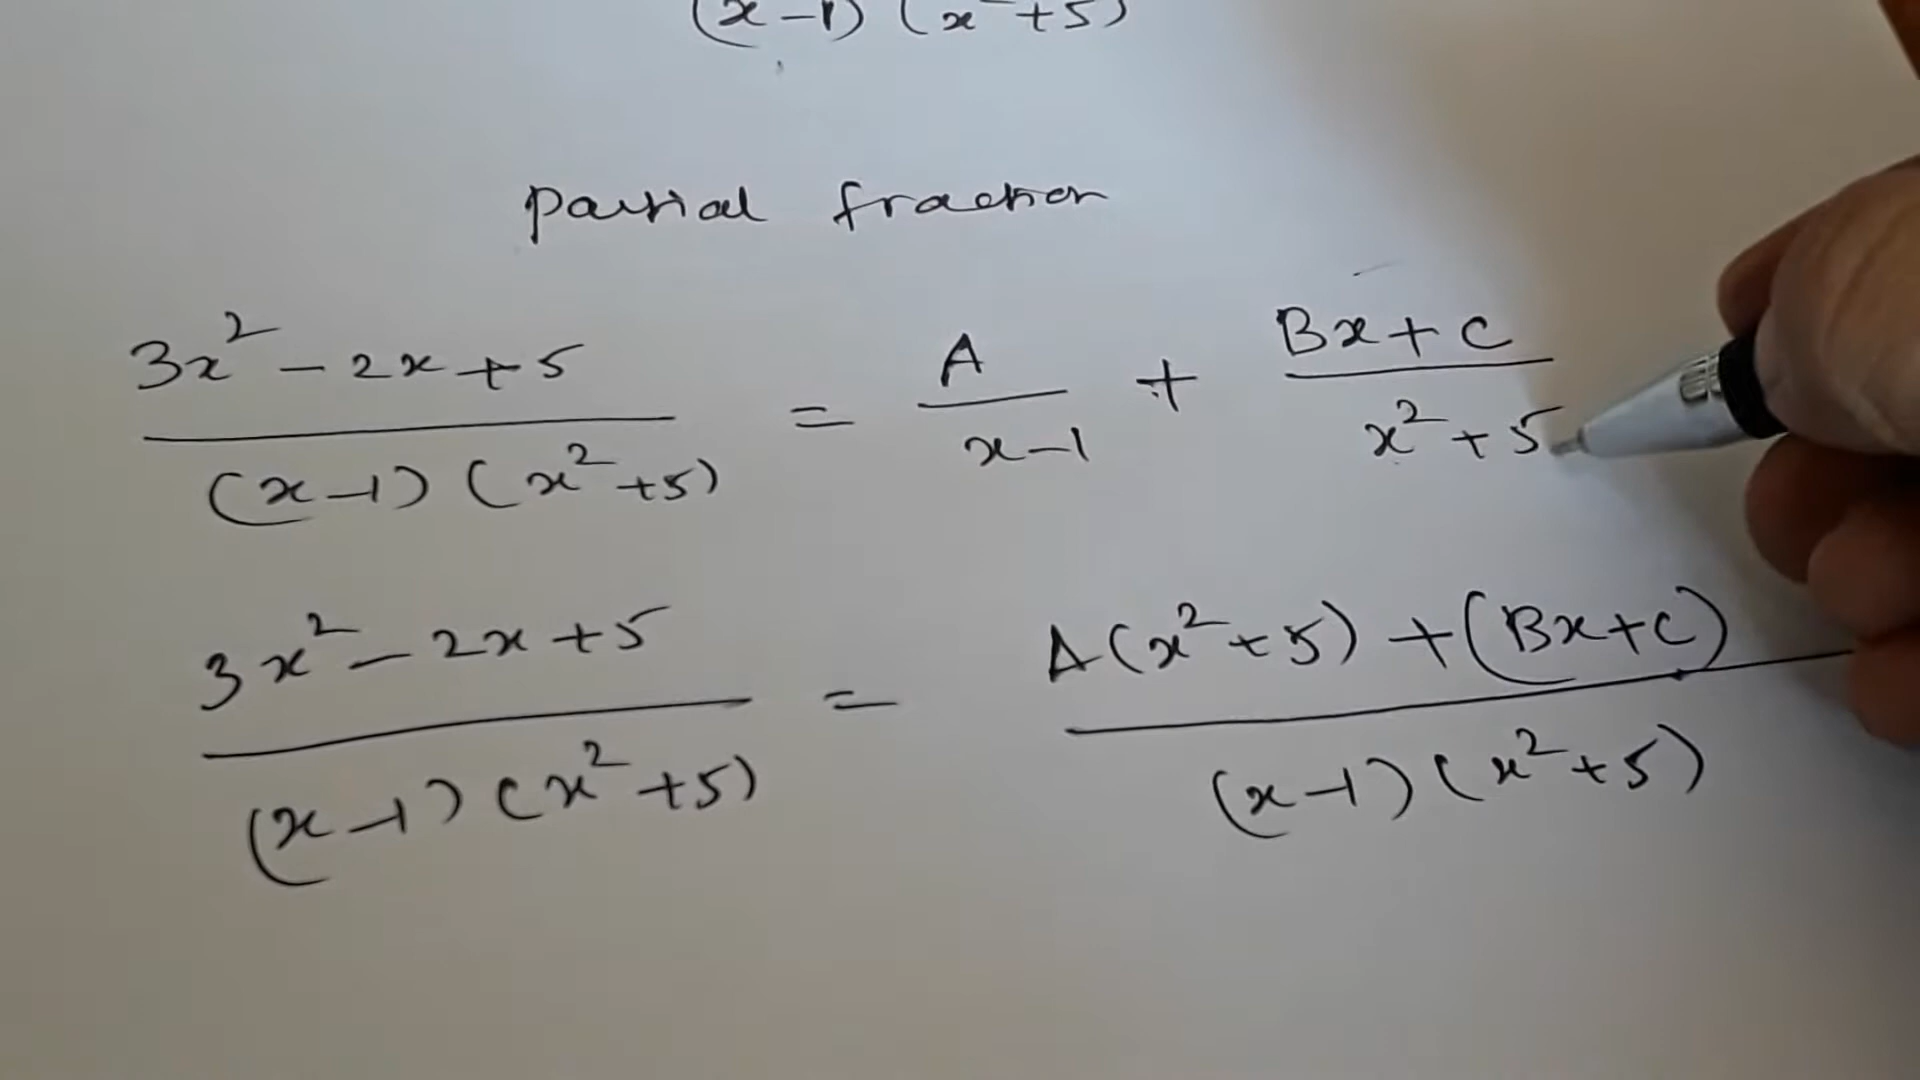 (x-1) (x²+5)
Partial fraction
3x² - 2x + 5 / (x-1) (x²+5) = A / x-1 + Bx+C / x²+5
3x² - 2x + 5 / (x-1) (x²+5) = A(x²+5) + (Bx+C) / (x-1) (x²+5)